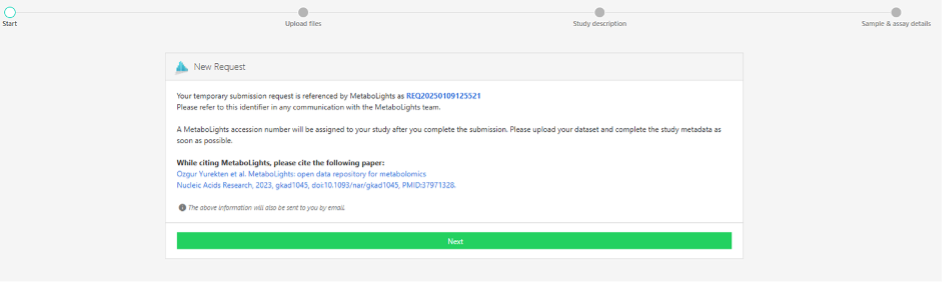 Start
Upload files
Study description
Sample & assay details
New Request
Your temporary submission request is referenced by MetaboLights as REQ20250109125521
Please refer to this identifier in any communication with the MetaboLights team.
A MetaboLights accession number will be assigned to your study after you complete the submission. Please upload your dataset and complete the study metadata as
soon as possible.
While citing MetaboLights, please cite the following paper:
Ozgur Yurekten et al. MetaboLights: open data repository for metabolomics
Nucleic Acids Research, 2023, gkad1045, doi:10.1093/nar/gkad1045, PMID:37971328.
The above information will also be sent to you by email.
Next